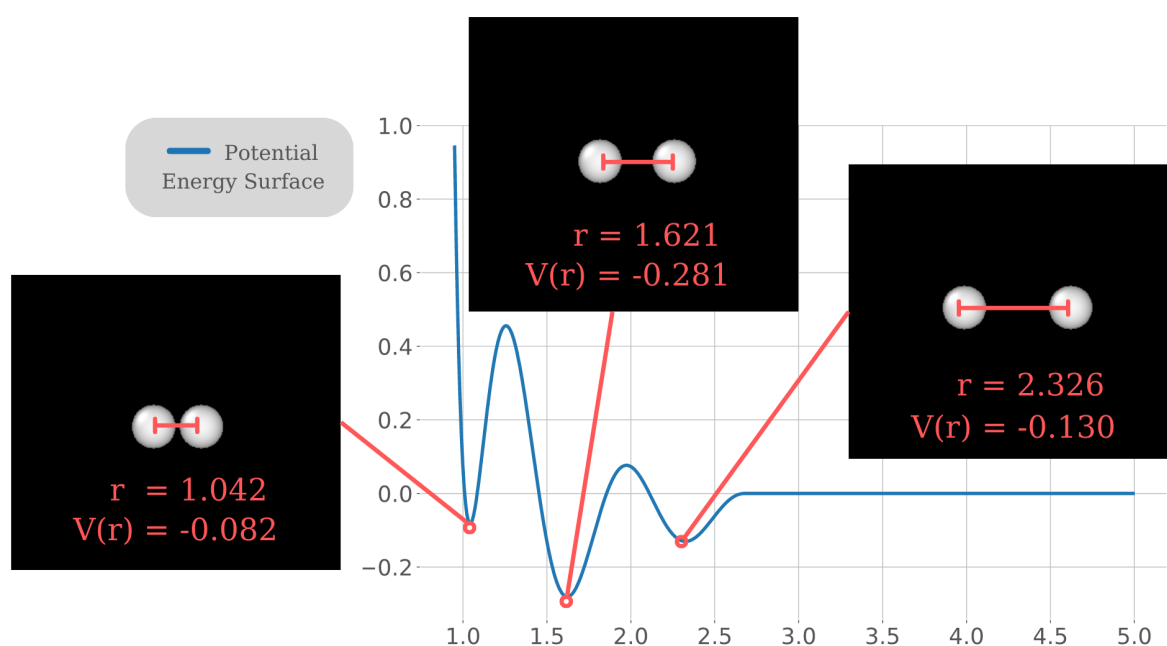 Potential
Energy Surface
r = 1.621
V(r) = -0.281
r = 2.326
V(r) = -0.130
r = 1.042
V(r) = -0.082
1.0
0.8
0.6
0.4
0.2
0.0
−0.2
1.0 1.5 2.0 2.5 3.0 3.5 4.0 4.5 5.0